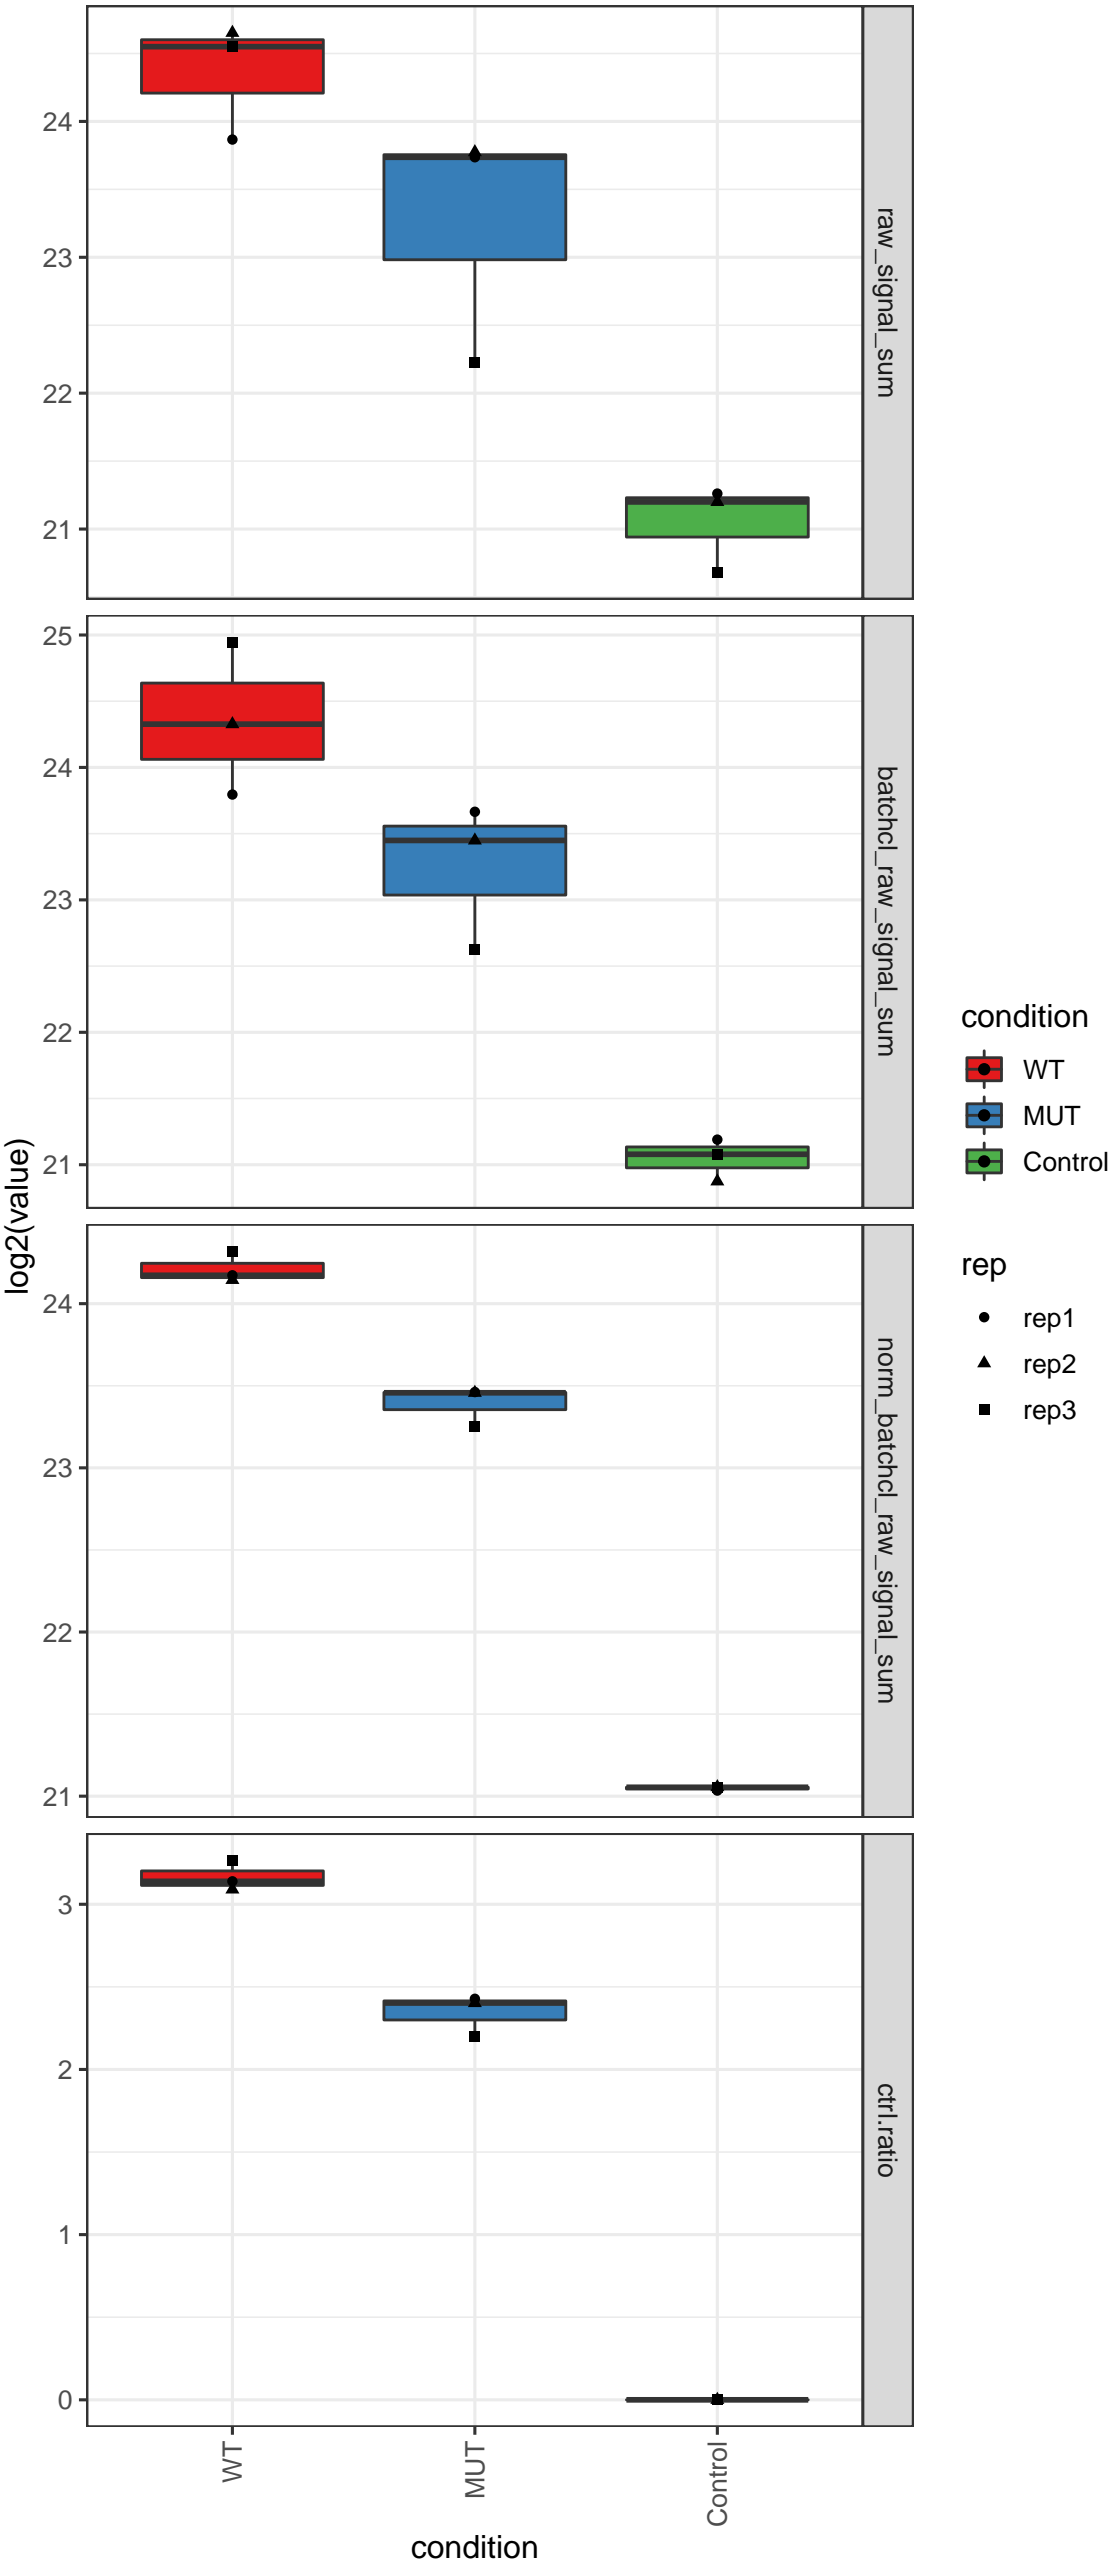 24
23
22
21
raw_signal_sum
25
24
23
22
21
batchcl_raw_signal_sum
24
23
22
21
norm_batchcl_raw_signal_sum
3
2
1
0
ctrl.ratio
log2(value)
WT
MUT
Control
condition
condition
WT
MUT
Control
rep
rep1
rep2
rep3